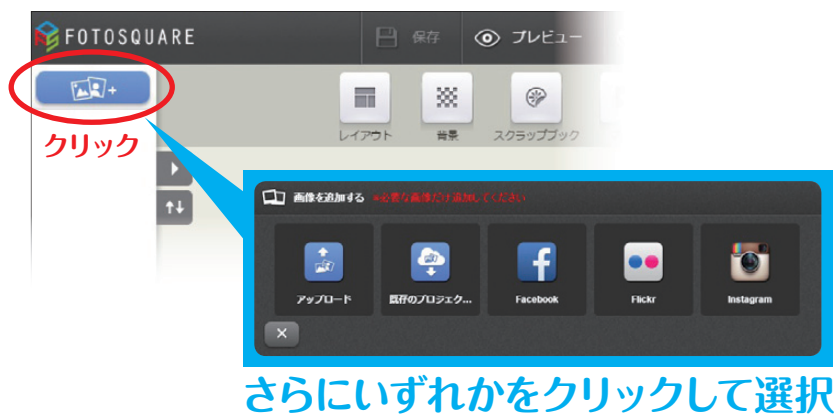 FOTOSQUARE
保存
プレビュー
クリック
レイアウト
背景
スクラップブック
画像を追加する ※必要な画像だけ追加してください
アップロード
既存のプロジェク...
Facebook
Flickr
Instagram
さらにいずれかをクリックして選択